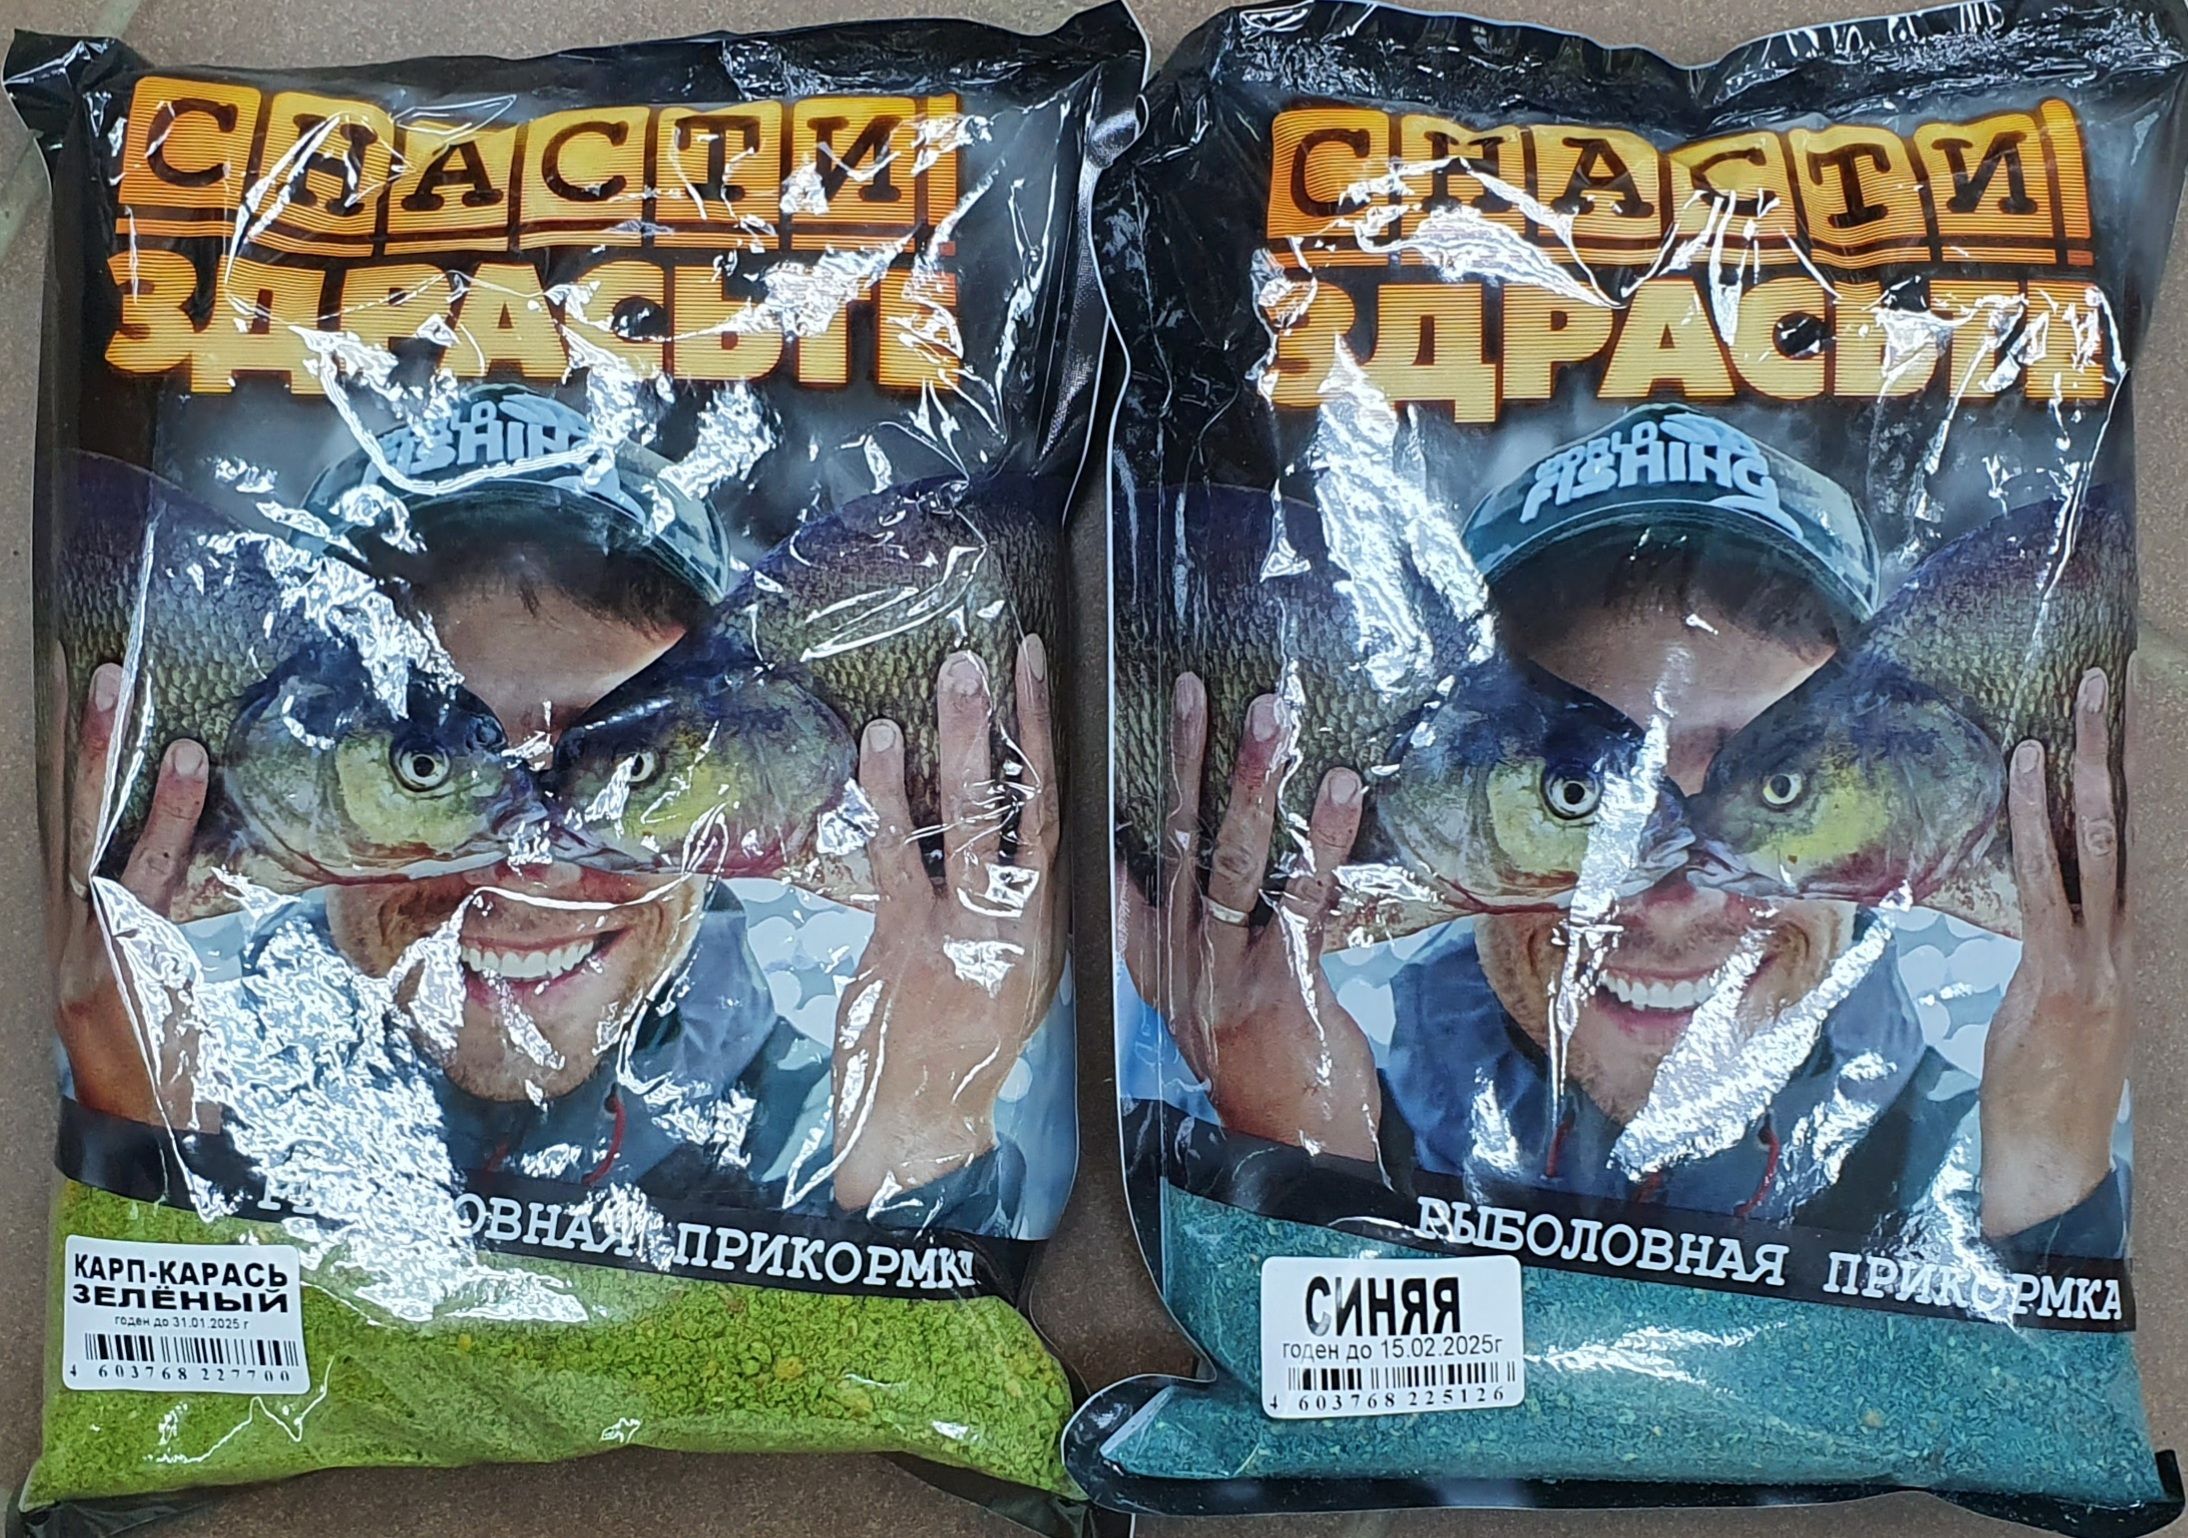 СНАСТИ
ЗДРАСЬТЕ
FISHING
РЫБОЛОВНАЯ ПРИКОРМКА
КАРП-КАРАСЬ
ЗЕЛЁНЫЙ
годен до 31.01.2025 г
4 603768 227700
СНАСТИ
ЗДРАСЬТЕ
FISHING
РЫБОЛОВНАЯ ПРИКОРМКА
СИНЯЯ
годен до 15.02.2025г
4 603768 225126